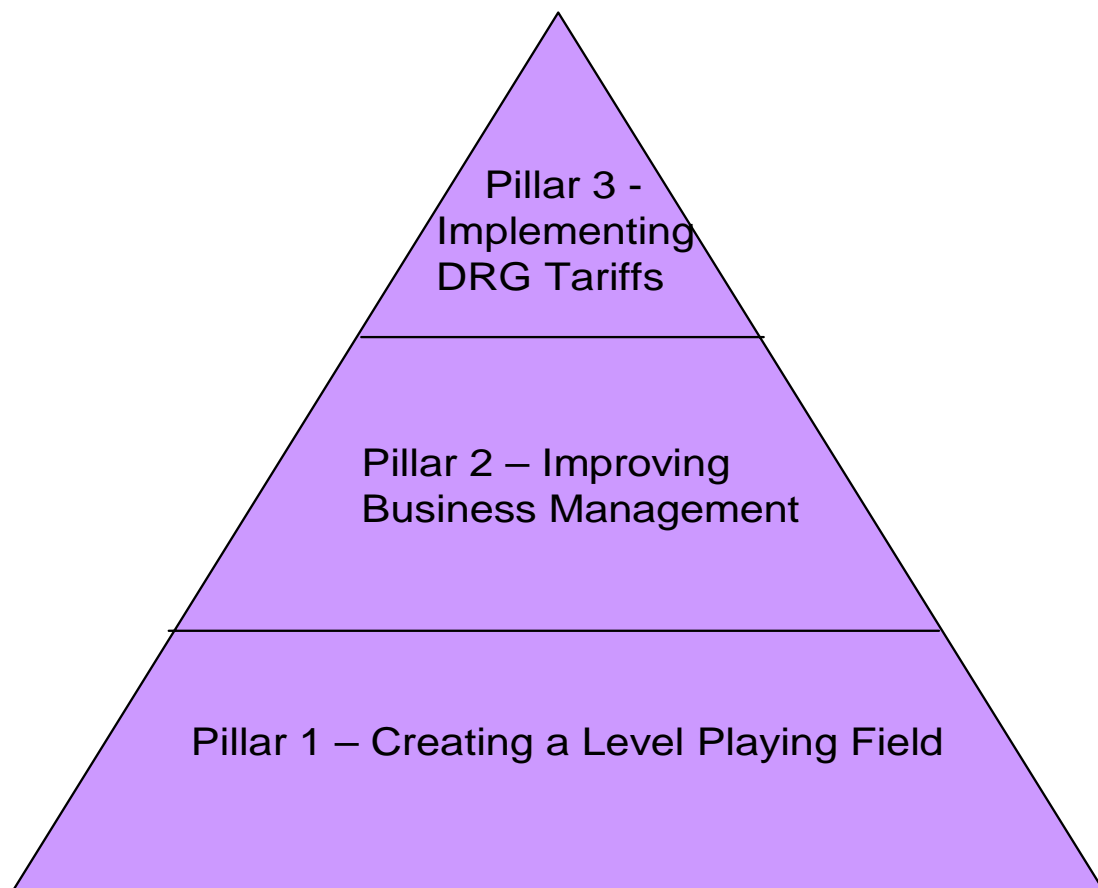 Pillar 3 -
Implementing
DRG Tariffs
Pillar 2 – Improving
Business Management
Pillar 1 – Creating a Level Playing Field